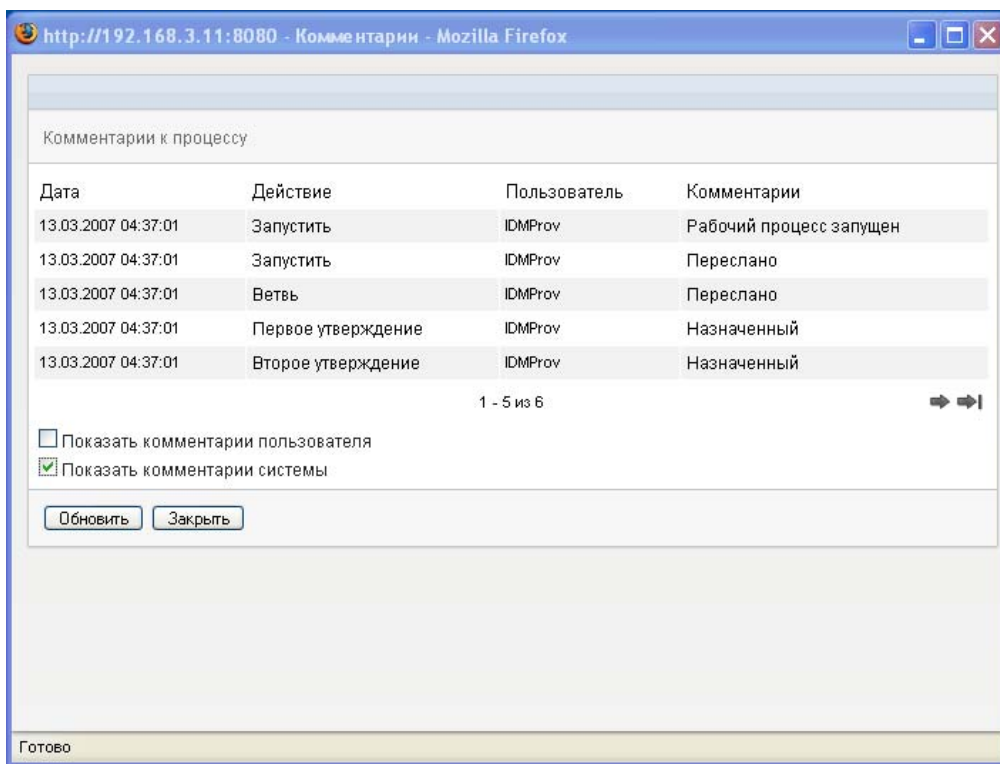 http://192.168.3.11:8080 - Комментарии - Mozilla Firefox
Комментарии к процессу
Дата Действие Пользователь Комментарии
13.03.2007 04:37:01 Запустить IDMProv Рабочий процесс запущен
13.03.2007 04:37:01 Запустить IDMProv Переслано
13.03.2007 04:37:01 Ветвь IDMProv Переслано
13.03.2007 04:37:01 Первое утверждение IDMProv Назначенный
13.03.2007 04:37:01 Второе утверждение IDMProv Назначенный
1 - 5 из 6
Показать комментарии пользователя
Показать комментарии системы
Обновить Закрыть
Готово